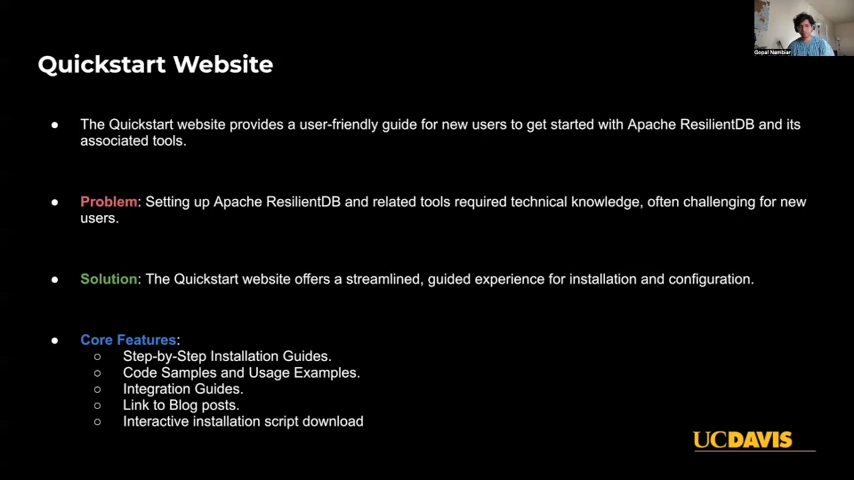 Gopal Nambiar
Quickstart Website
● The Quickstart website provides a user-friendly guide for new users to get started with Apache ResilientDB and its
associated tools.
● Problem: Setting up Apache ResilientDB and related tools required technical knowledge, often challenging for new
users.
● Solution: The Quickstart website offers a streamlined, guided experience for installation and configuration.
● Core Features:
○ Step-by-Step Installation Guides.
○ Code Samples and Usage Examples.
○ Integration Guides.
○ Link to Blog posts.
○ Interactive installation script download
UCDAVIS